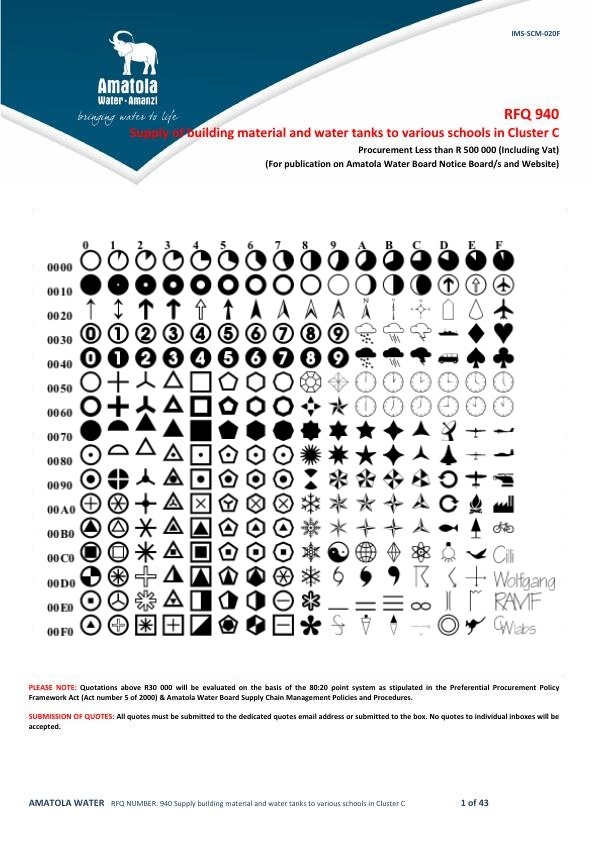 IMS-SCM-020F
Amatola
Water·Amanzi
bringing water to life
RFQ 940
Supply of building material and water tanks to various schools in Cluster C
Procurement Less than R 500 000 (Including Vat)
(For publication on Amatola Water Board Notice Board/s and Website)
0 1 2 3 4 5 6 7 8 9 A B C D E F
0000
0010
0020 N
0030 0 1 2 3 4 5 6 7 8 9
0040 0 1 2 3 4 5 6 7 8 9
0050
0060
0070
0080
0090
00A0
00B0
00C0 Cilli
00D0 Wolfgang
00E0 RAMF
00F0 GWlabs
PLEASE NOTE: Quotations above R30 000 will be evaluated on the basis of the 80:20 point system as stipulated in the Preferential Procurement Policy
Framework Act (Act number 5 of 2000) & Amatola Water Board Supply Chain Management Policies and Procedures.
SUBMISSION OF QUOTES: All quotes must be submitted to the dedicated quotes email address or submitted to the box. No quotes to individual inboxes will be
accepted.
AMATOLA WATER RFQ NUMBER: 940 Supply building material and water tanks to various schools in Cluster C 1 of 43